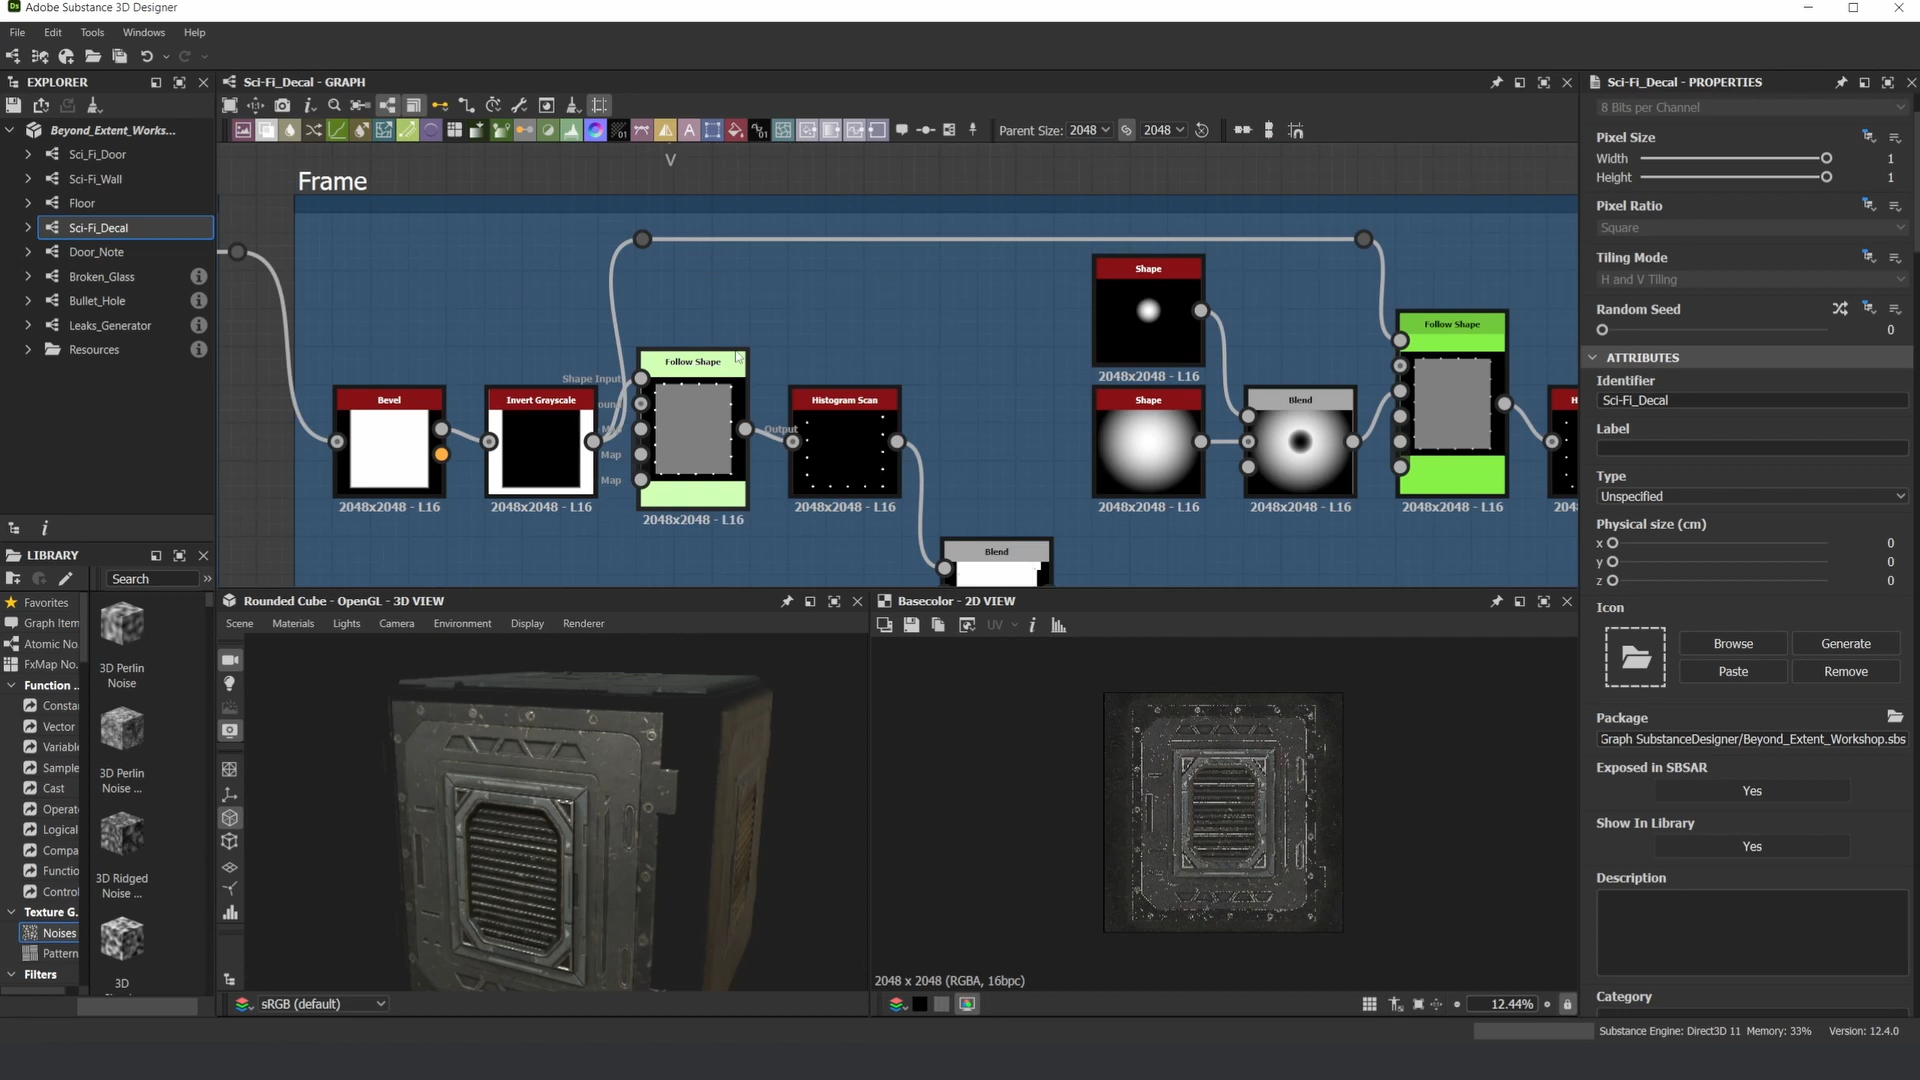 Adobe Substance 3D Designer
File Edit Tools Windows Help
EXPLORER
Beyond_Extent_Works...
Sci_Fi_Door
Sci-Fi_Wall
Floor
Sci-Fi_Decal
Door_Note
Broken_Glass
Bullet_Hole
Leaks_Generator
Resources
LIBRARY
Search
Favorites
Graph Item
Atomic No
FxMap No.
Function ..
Consta
Vector
Variable
Sample
Cast
Operat
Logical
Compa
Functio
Control
Texture G.
Noises
Pattern
Filters
3D Perlin
Noise
3D Perlin
Noise ...
3D Ridged
Noise ...
3D
Sci-Fi_Decal - GRAPH
Parent Size: 2048 2048
Frame
Bevel
2048x2048 - L16
Invert Grayscale
2048x2048 - L16
Shape Input
Map
Map
Follow Shape
2048x2048 - L16
Output
Histogram Scan
2048x2048 - L16
Blend
Shape
2048x2048 - L16
Shape
2048x2048 - L16
Blend
2048x2048 - L16
Follow Shape
2048x2048 - L16
Rounded Cube - OpenGL - 3D VIEW
Scene Materials Lights Camera Environment Display Renderer
sRGB (default)
Basecolor - 2D VIEW
UV
2048 x 2048 (RGBA, 16bpc)
12.44%
Sci-Fi_Decal - PROPERTIES
8 Bits per Channel
Pixel Size
Width 1
Height 1
Pixel Ratio
Square
Tiling Mode
H and V Tiling
Random Seed
0
ATTRIBUTES
Identifier
Sci-Fi_Decal
Label
Type
Unspecified
Physical size (cm)
x 0
y 0
z 0
Icon
Browse Generate
Paste Remove
Package
Graph SubstanceDesigner/Beyond_Extent_Workshop.sbs
Exposed in SBSAR
Yes
Show In Library
Yes
Description
Category
Substance Engine: Direct3D 11 Memory: 33% Version: 12.4.0